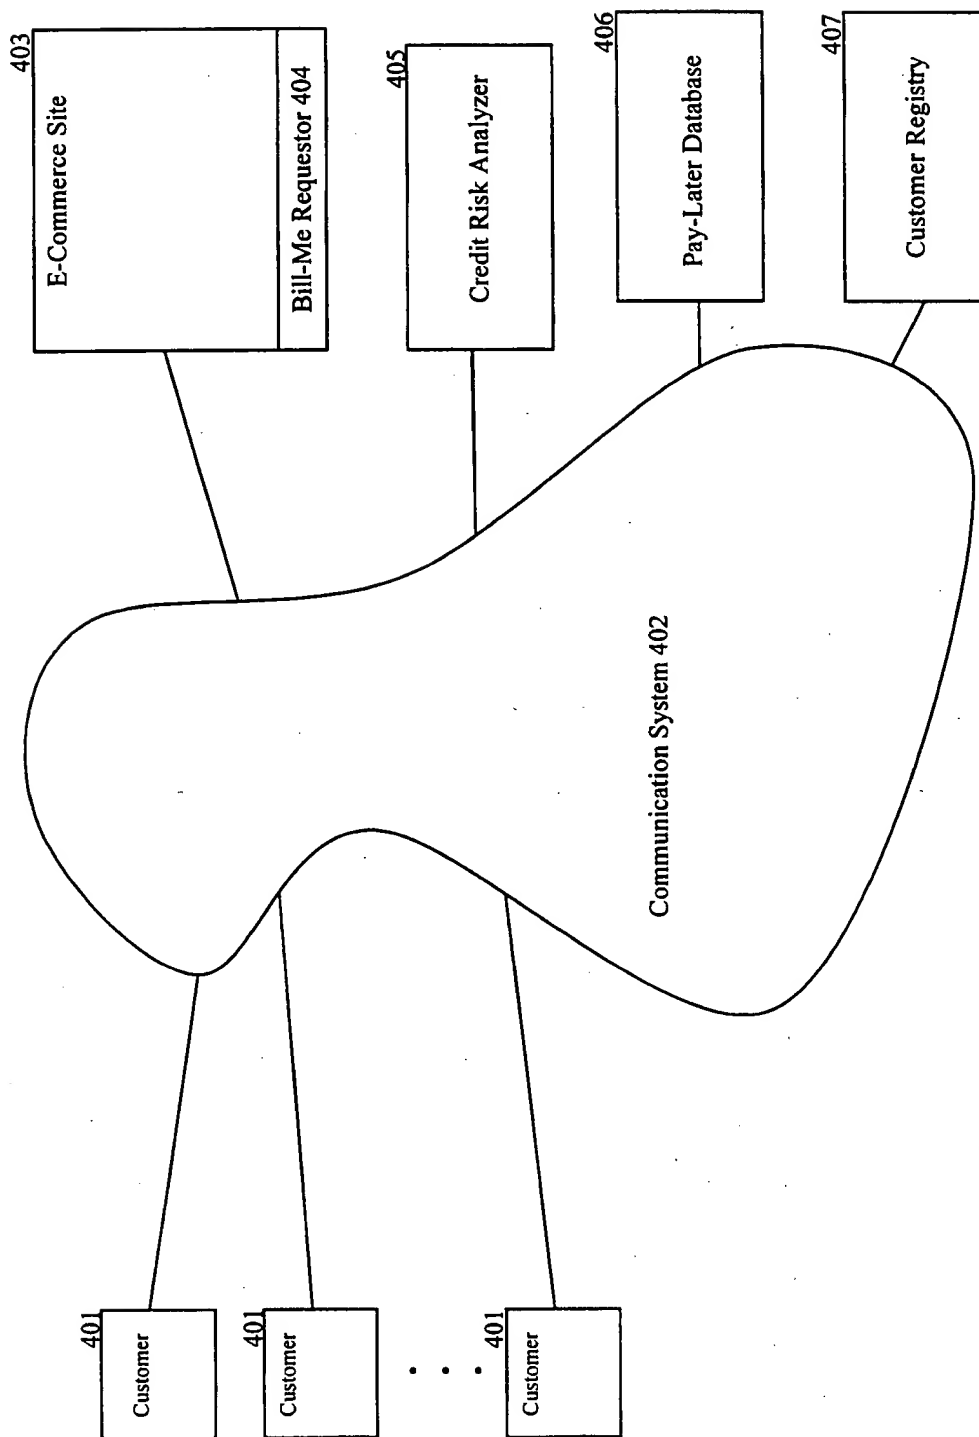 401
Customer
401
Customer
401
Customer
Communication System 402
403
E-Commerce Site
Bill-Me Requestor 404
405
Credit Risk Analyzer
406
Pay-Later Database
407
Customer Registry